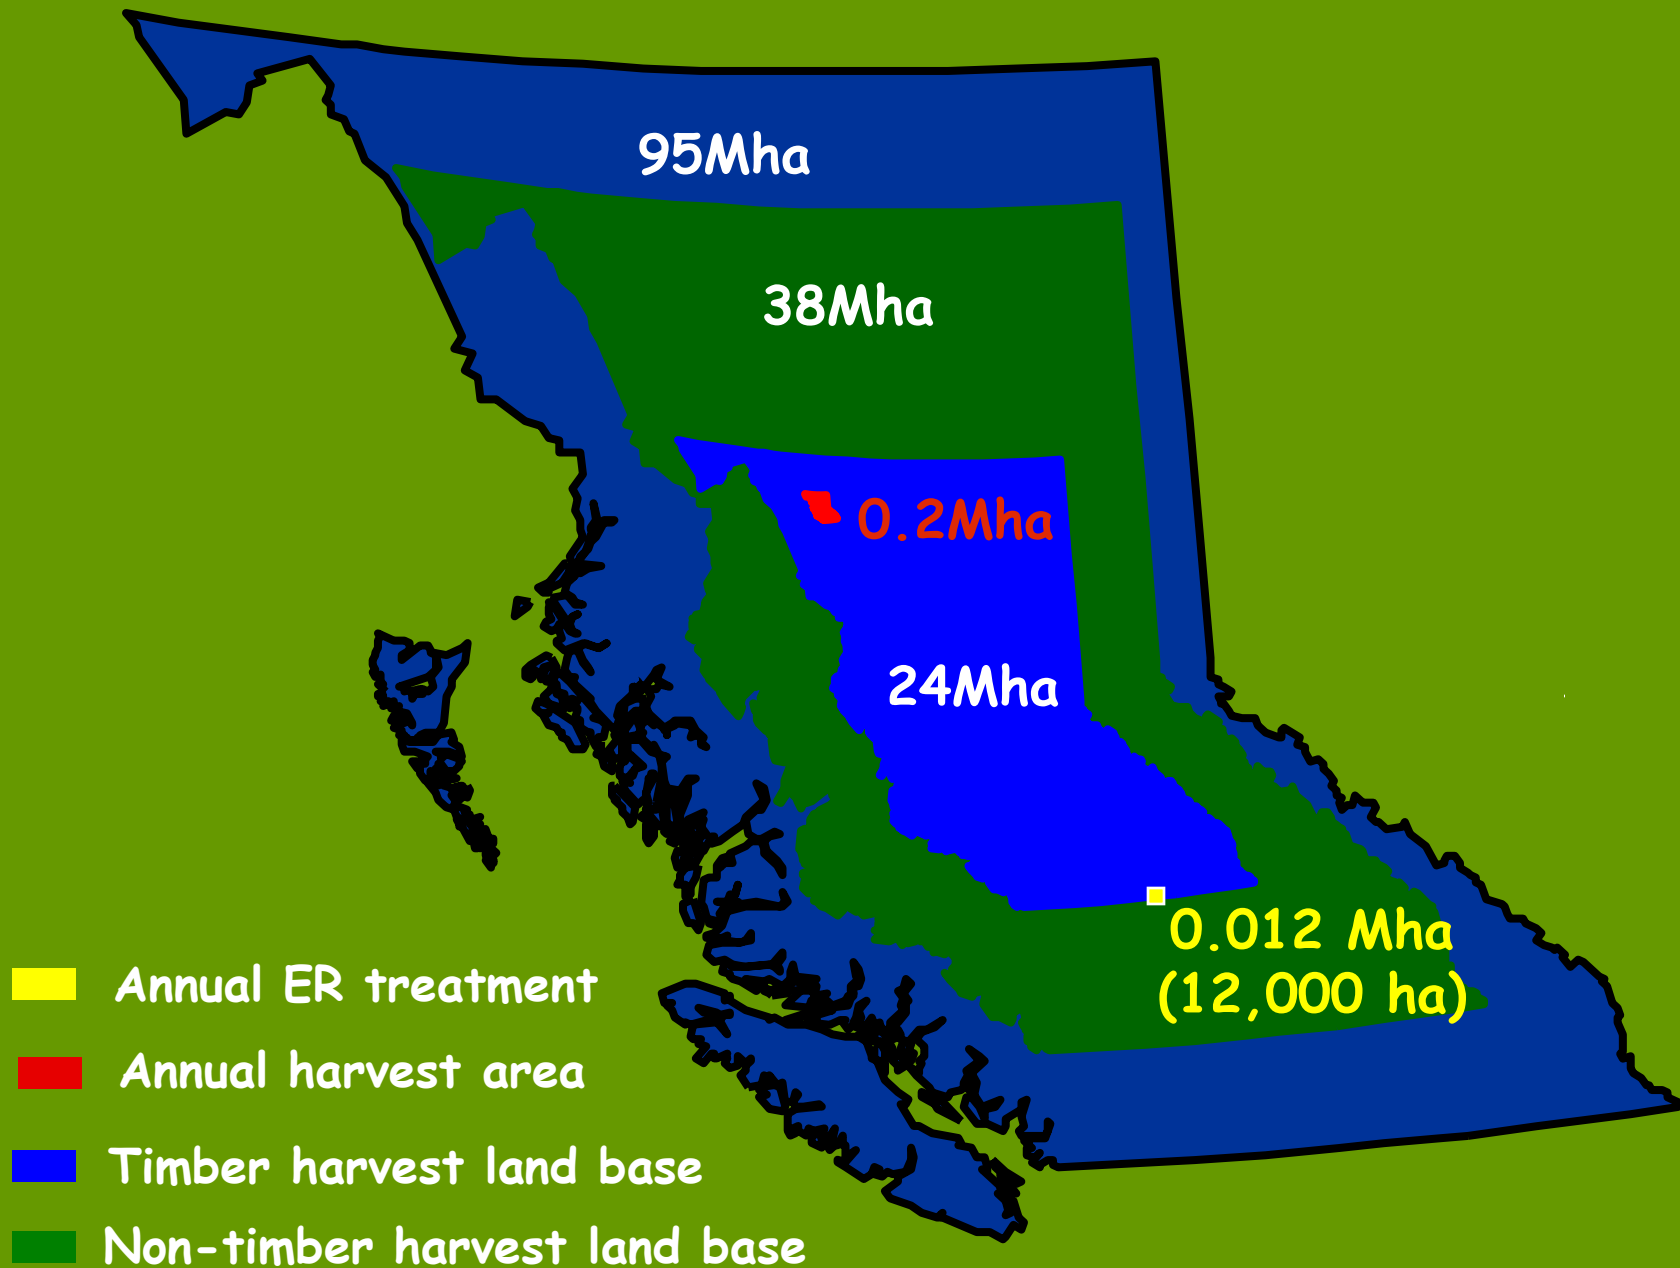 95Mha
38Mha
0.2Mha
24Mha
0.012 Mha
(12,000 ha)
Annual ER treatment
Annual harvest area
Timber harvest land base
Non-timber harvest land base